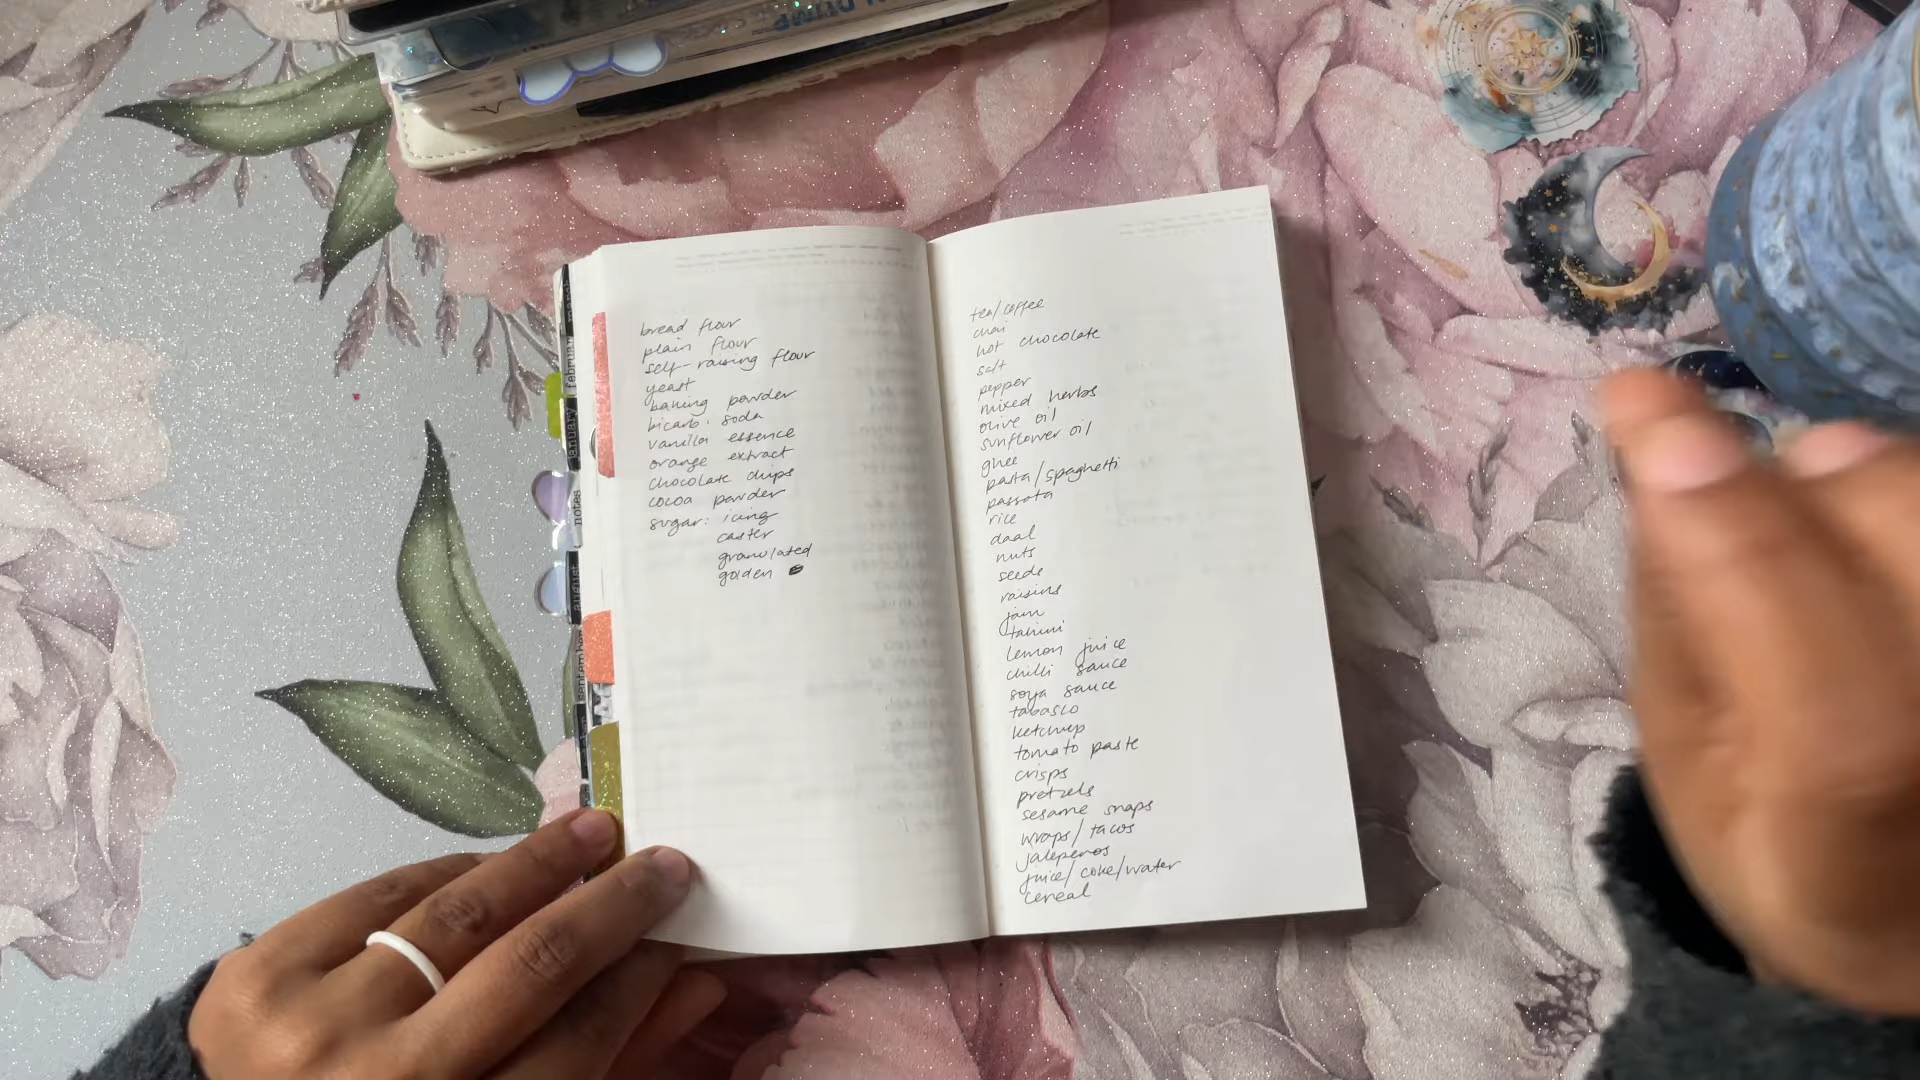 DUMP
february
january
notes
august
september
bread flour
plain flour
self-raising flour
yeast
baking powder
bicarb. soda
vanilla essence
orange extract
chocolate chips
cocoa powder
sugar: icing
caster
granulated
golden
tea/coffee
chai
hot chocolate
salt
pepper
mixed herbs
olive oil
sunflower oil
ghee
pasta/spaghetti
passata
rice
daal
nuts
seeds
raisins
jam
tahini
lemon juice
chilli sauce
soya sauce
tabasco
ketchup
tomato paste
crisps
pretzels
sesame snaps
wraps/tacos
jalepenos
juice/coke/water
cereal